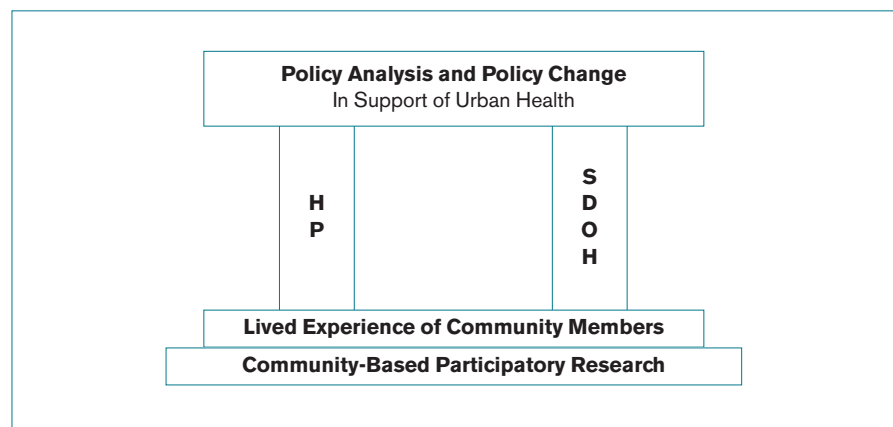 Policy Analysis and Policy Change
In Support of Urban Health
H
P
S
D
O
H
Lived Experience of Community Members
Community-Based Participatory Research